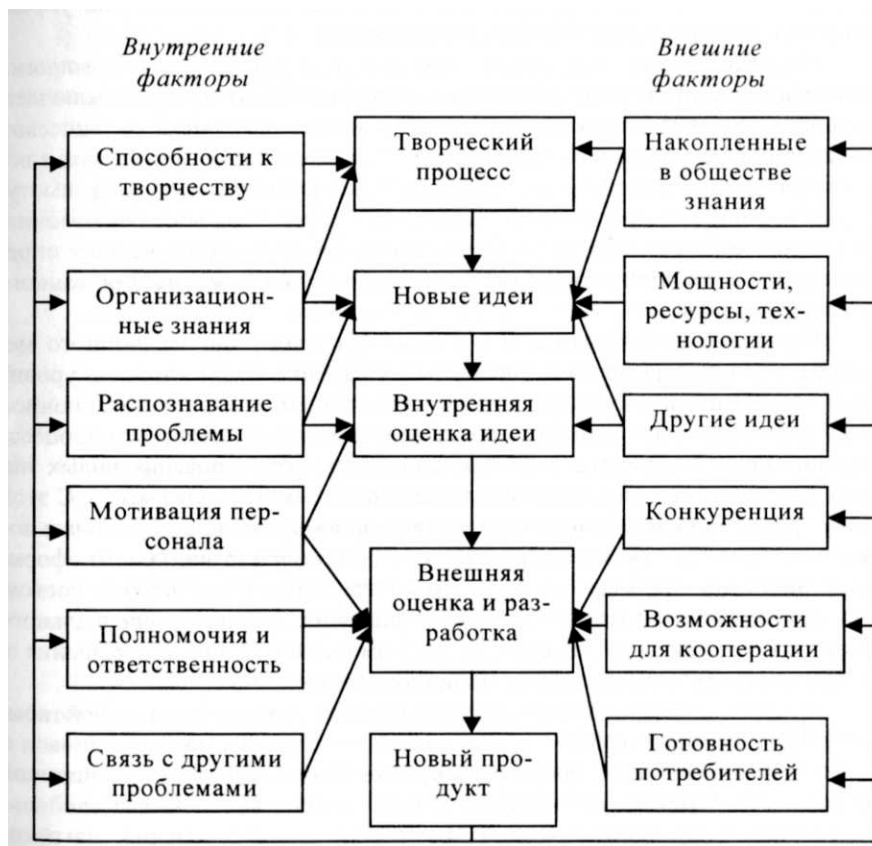 Внутренние
факторы
Внешние
факторы
Способности к
творчеству
Творческий
процесс
Накопленные
в обществе
знания
Организацион-
ные знания
Новые идеи
Мощности,
ресурсы, тех-
нологии
Распознавание
проблемы
Внутренняя
оценка идеи
Другие идеи
Мотивация пер-
сонала
Внешняя
оценка и раз-
работка
Конкуренция
Полномочия и
ответственность
Возможности
для кооперации
Связь с другими
проблемами
Новый про-
дукт
Готовность
потребителей